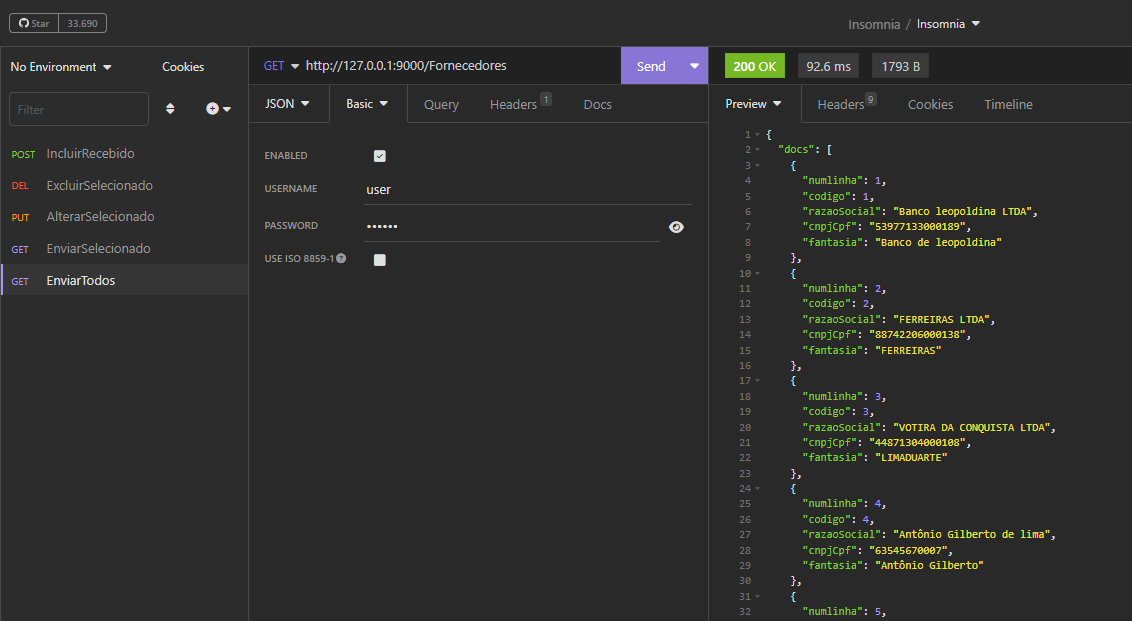 Star 33.690
Insomnia / Insomnia
No Environment Cookies
Filter
POST IncluirRecebido
DEL ExcluirSelecionado
PUT AlterarSelecionado
GET EnviarSelecionado
GET EnviarTodos
GET http://127.0.0.1:9000/Fornecedores Send
JSON Basic Query Headers 1 Docs
ENABLED
USERNAME user
PASSWORD ••••••
USE ISO 8859-1 ?
200 OK 92.6 ms 1793 B
Preview Headers 9 Cookies Timeline
1 {
2 "docs": [
3 {
4 "numlinha": 1,
5 "codigo": 1,
6 "razaoSocial": "Banco leopoldina LTDA",
7 "cnpjCpf": "53977133000189",
8 "fantasia": "Banco de leopoldina"
9 },
10 {
11 "numlinha": 2,
12 "codigo": 2,
13 "razaoSocial": "FERREIRAS LTDA",
14 "cnpjCpf": "88742206000138",
15 "fantasia": "FERREIRAS"
16 },
17 {
18 "numlinha": 3,
19 "codigo": 3,
20 "razaoSocial": "VOTIRA DA CONQUISTA LTDA",
21 "cnpjCpf": "44871304000108",
22 "fantasia": "LIMADUARTE"
23 },
24 {
25 "numlinha": 4,
26 "codigo": 4,
27 "razaoSocial": "Antônio Gilberto de lima",
28 "cnpjCpf": "63545670007",
29 "fantasia": "Antônio Gilberto"
30 },
31 {
32 "numlinha": 5,